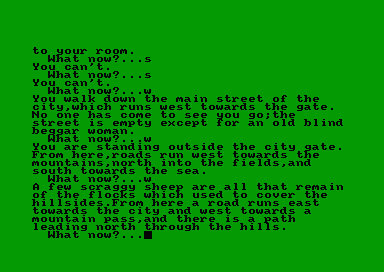 to your room.
What now?...s
You can't.
What now?...s
You can't.
What now?...w
You walk down the main street of the
city,which runs west towards the gate.
No one has come to see you go;the
street is empty except for an old blind
beggar woman.
What now?...w
You are standing outside the city gate.
From here,roads run west towards the
mountains,north into the fields,and
south towards the sea.
What now?...w
A few scraggy sheep are all that remain
of the flocks which used to cover the
hillsides.From here a road runs east
towards the city and west towards a
mountain pass,and there is a path
leading north through the hills.
What now?...